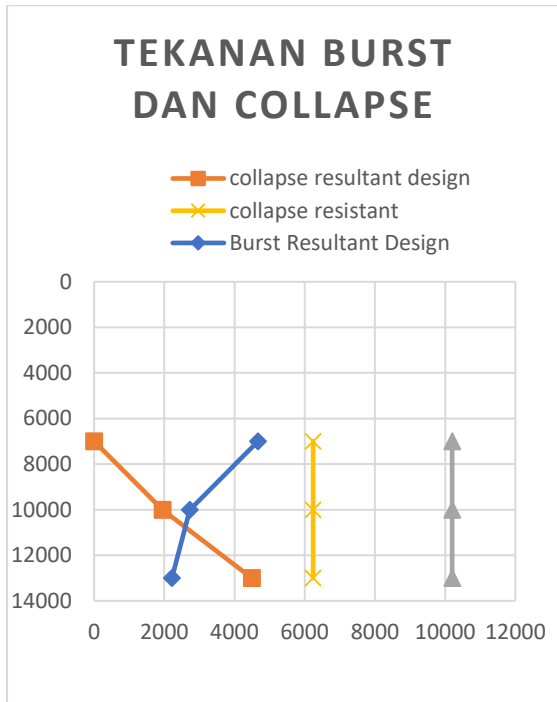 TEKANAN BURST
DAN COLLAPSE
collapse resultant design
collapse resistant
Burst Resultant Design
0
2000
4000
6000
8000
10000
12000
14000
0 2000 4000 6000 8000 10000 12000